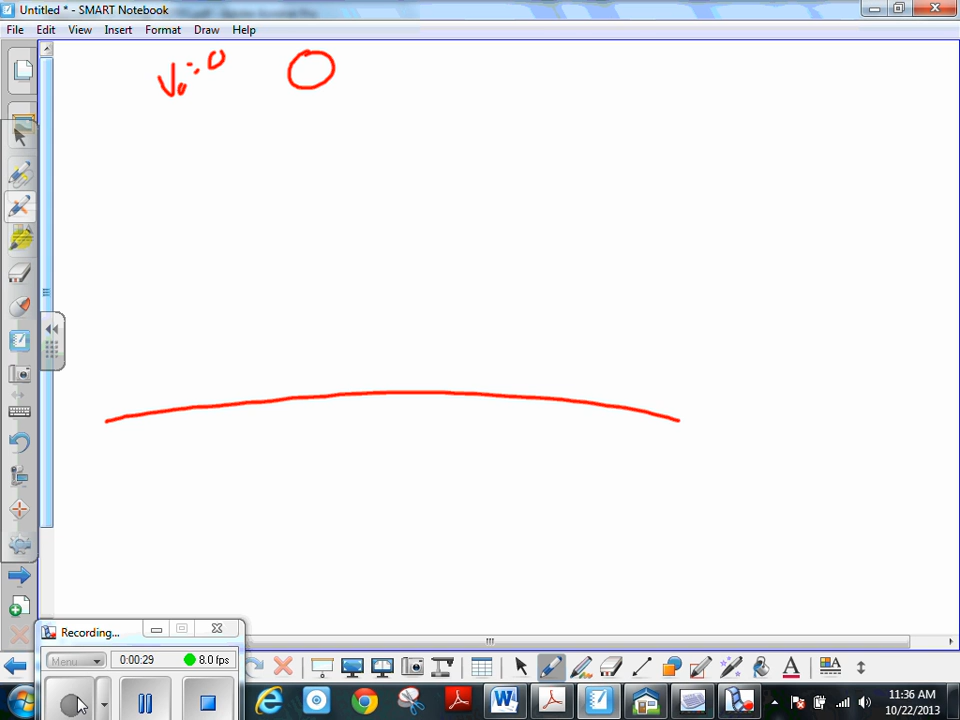 Untitled * - SMART Notebook
File Edit View Insert Format Draw Help
V₀ = 0
Recording...
Menu 0:00:29 8.0 fps
11:36 AM
10/22/2013